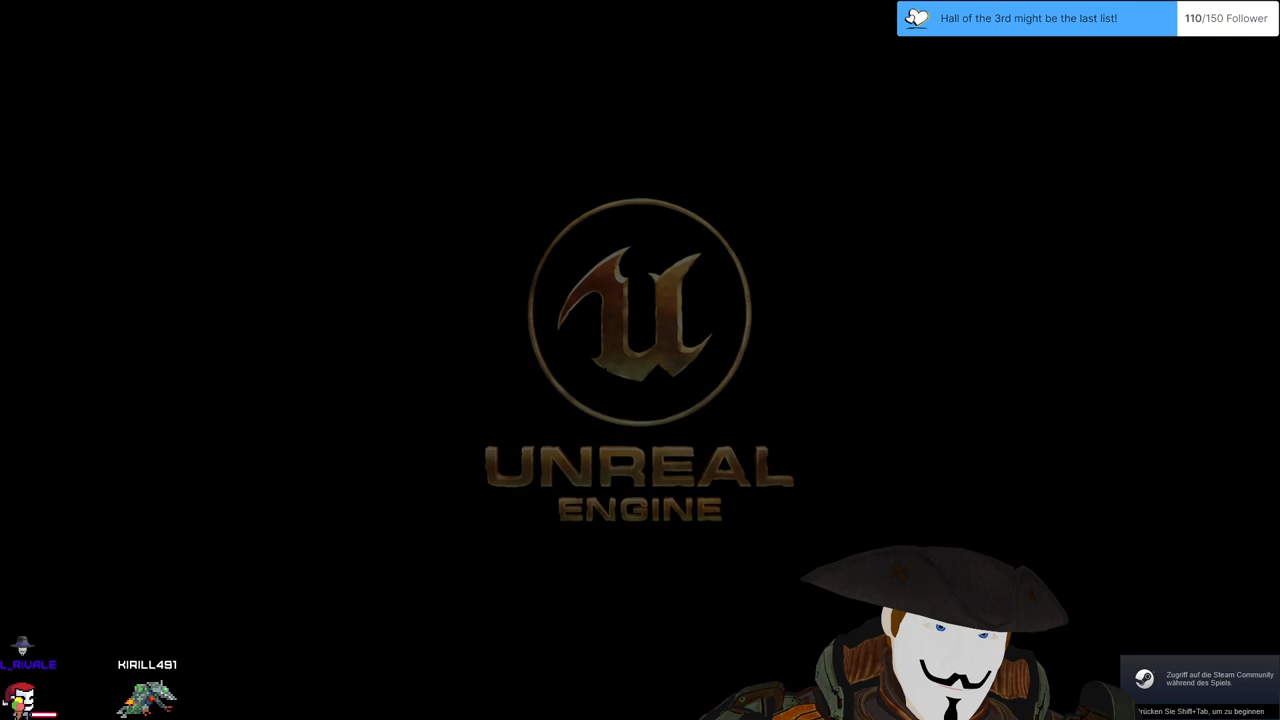 Hall of the 3rd might be the last list!
110/150 Follower
UNREAL
ENGINE
L_RIVALE
KIRILL491
Zugriff auf die Steam Community
während des Spiels.
rücken Sie Shift+Tab, um zu beginnen